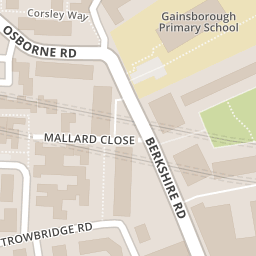 Corsley Way
Gainsborough
Primary School
OSBORNE RD
MALLARD CLOSE
BERKSHIRE RD
TROWBRIDGE RD